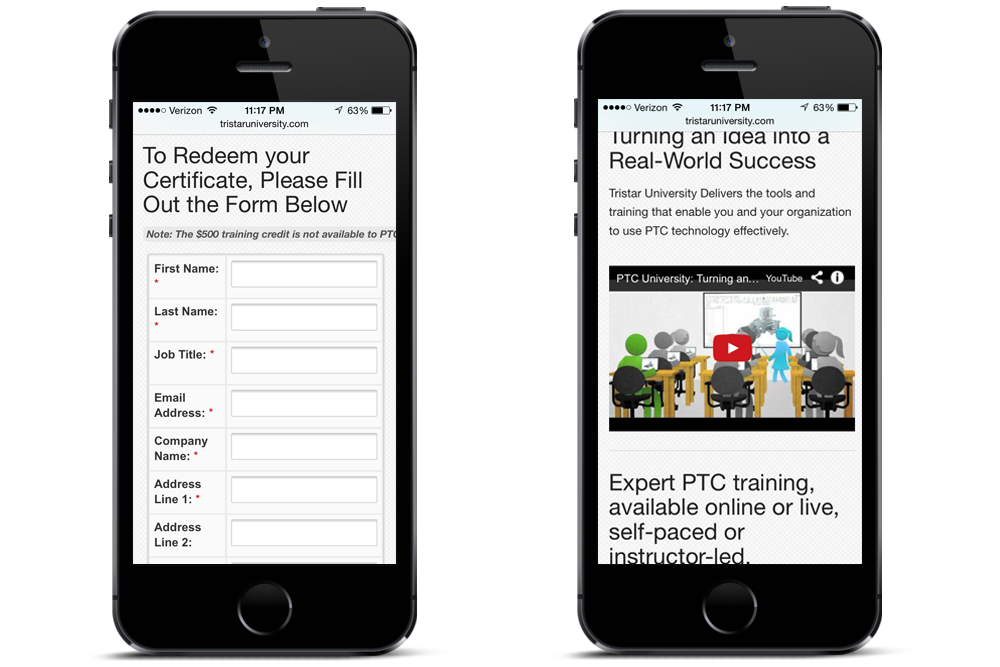 Verizon 11:17 PM 63%
tristaruniversity.com
To Redeem your
Certificate, Please Fill
Out the Form Below
Note: The $500 training credit is not available to PTC
First Name:
*
Last Name:
*
Job Title: *
Email
Address: *
Company
Name: *
Address
Line 1: *
Address
Line 2:
Verizon 11:17 PM 63%
tristaruniversity.com
Turning an Idea into a
Real-World Success
Tristar University Delivers the tools and
training that enable you and your organization
to use PTC technology effectively.
PTC University: Turning an... YouTube
Expert PTC training,
available online or live,
self-paced or
instructor-led.